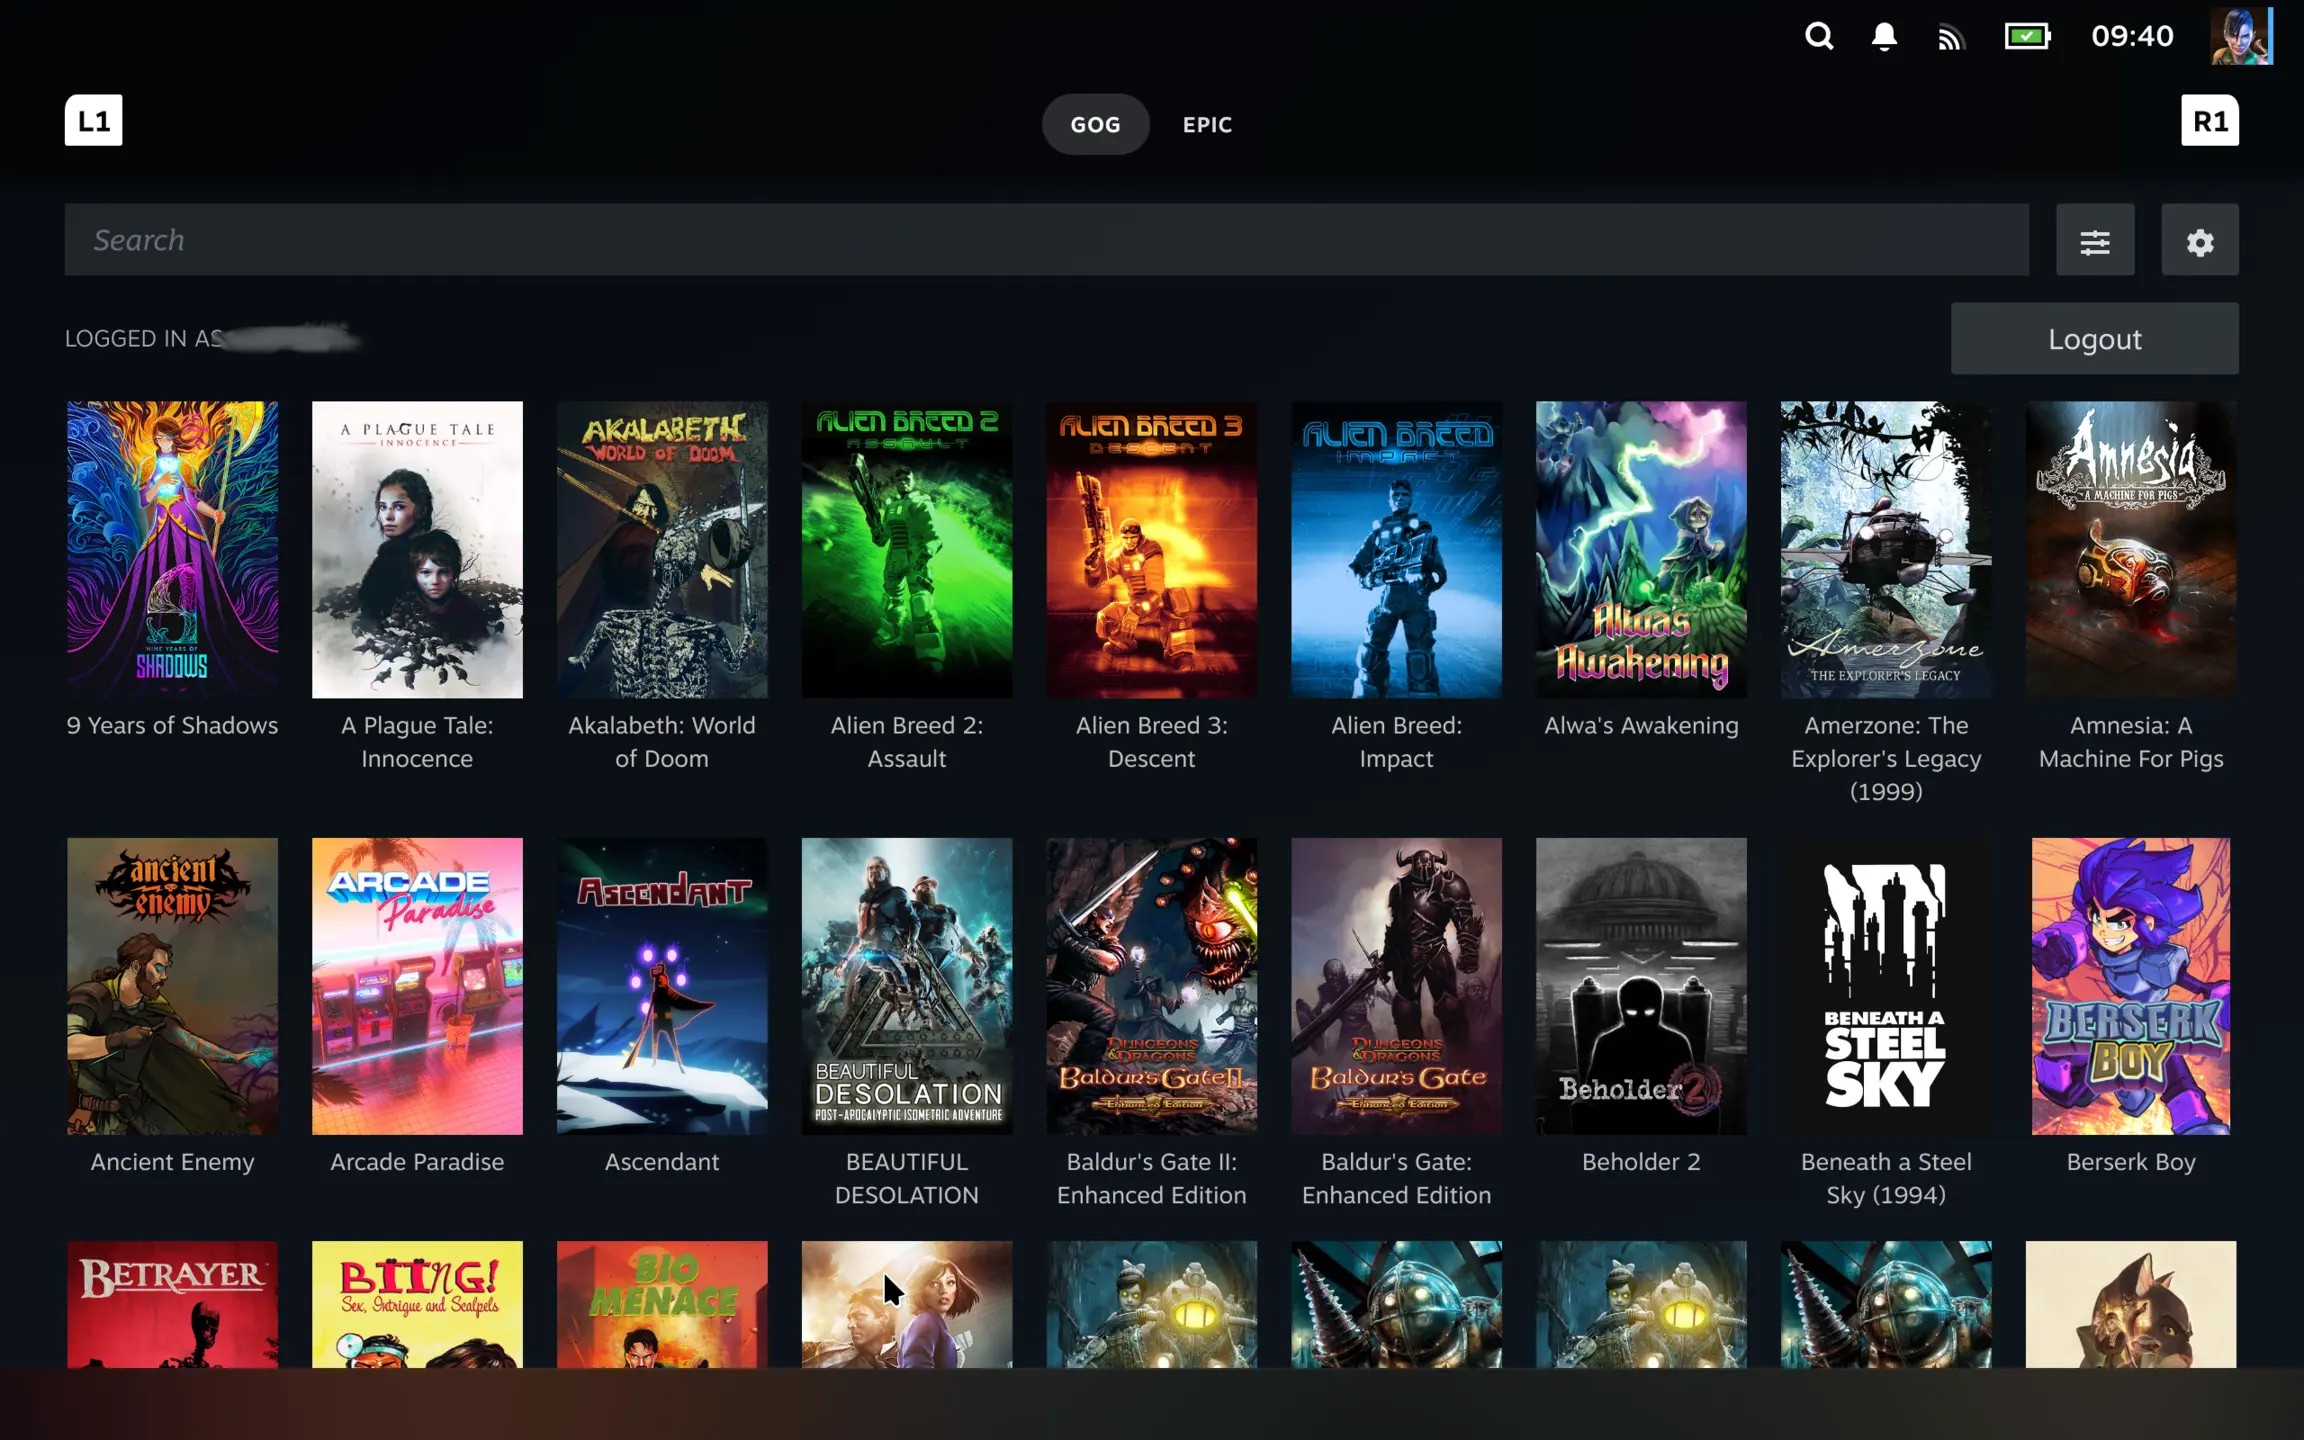 09:40
L1
GOG
EPIC
R1
Search
LOGGED IN AS
Logout
NINE YEARS OF
SHADOWS
A PLAGUE TALE
INNOCENCE
AKALABETH
WORLD OF DOOM
ALIEN BREED 2
ASSAULT
ALIEN BREED 3
DESCENT
ALIEN BREED
IMPACT
Alwa's
Awakening
Amerzone
THE EXPLORER'S LEGACY
Amnesia
A MACHINE FOR PIGS
9 Years of Shadows
A Plague Tale:
Innocence
Akalabeth: World
of Doom
Alien Breed 2:
Assault
Alien Breed 3:
Descent
Alien Breed:
Impact
Alwa's Awakening
Amerzone: The
Explorer's Legacy
(1999)
Amnesia: A
Machine For Pigs
ancient
enemy
ARCADE
Paradise
ASCENDANT
BEAUTIFUL
DESOLATION
POST-APOCALYPTIC ISOMETRIC ADVENTURE
DUNGEONS
& DRAGONS
Baldur's Gate II
Enhanced Edition
DUNGEONS
& DRAGONS
Baldur's Gate
Enhanced Edition
Beholder 2
BENEATH A
STEEL
SKY
BERSERK
BOY
Ancient Enemy
Arcade Paradise
Ascendant
BEAUTIFUL
DESOLATION
Baldur's Gate II:
Enhanced Edition
Baldur's Gate:
Enhanced Edition
Beholder 2
Beneath a Steel
Sky (1994)
Berserk Boy
BETRAYER
BIING!
Sex, Intrigue and Scalpels
BIO
MENACE